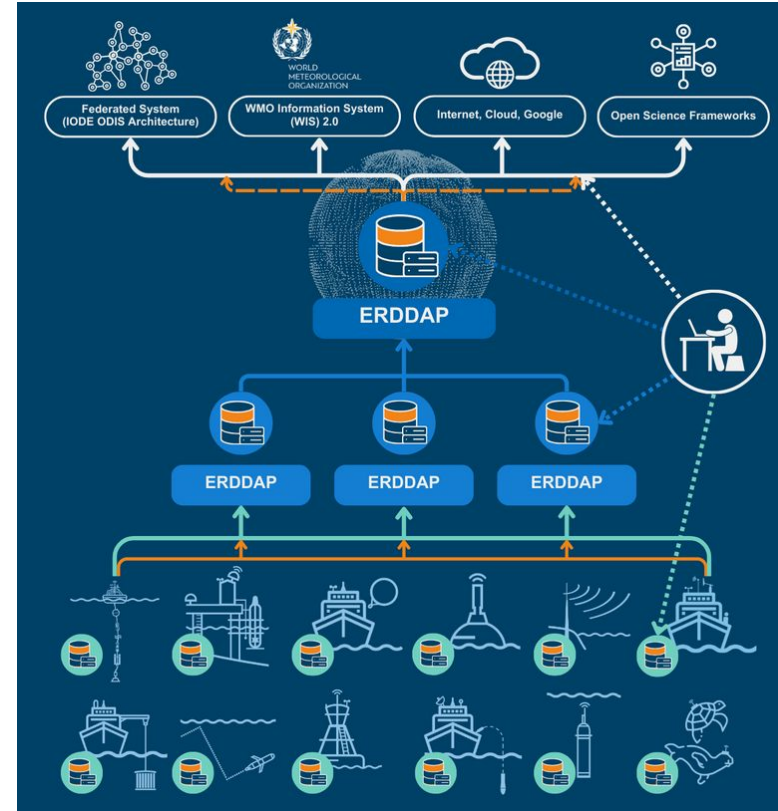 WORLD
METEOROLOGICAL
ORGANIZATION
Federated System
(IODE ODIS Architecture)
WMO Information System
(WIS) 2.0
Internet, Cloud, Google
Open Science Frameworks
ERDDAP
ERDDAP
ERDDAP
ERDDAP